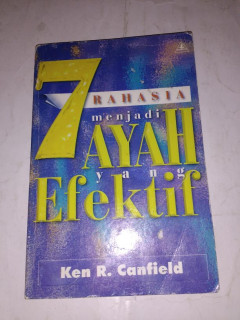 7 RAHASIA
menjadi
AYAH
yang
Efektif
Ken R. Canfield